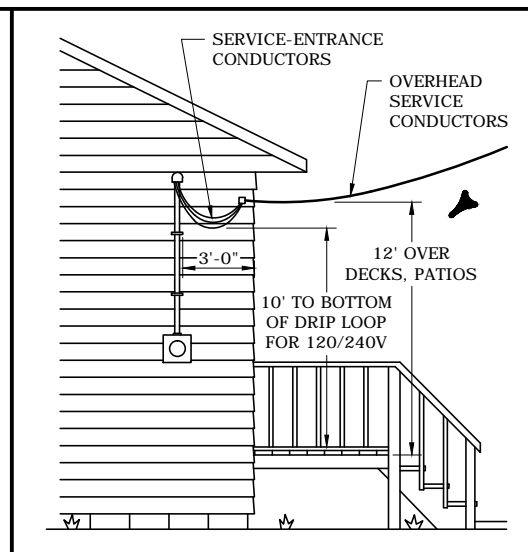 SERVICE-ENTRANCE
CONDUCTORS
OVERHEAD
SERVICE
CONDUCTORS
3'-0"
12' OVER
DECKS, PATIOS
10' TO BOTTOM
OF DRIP LOOP
FOR 120/240V